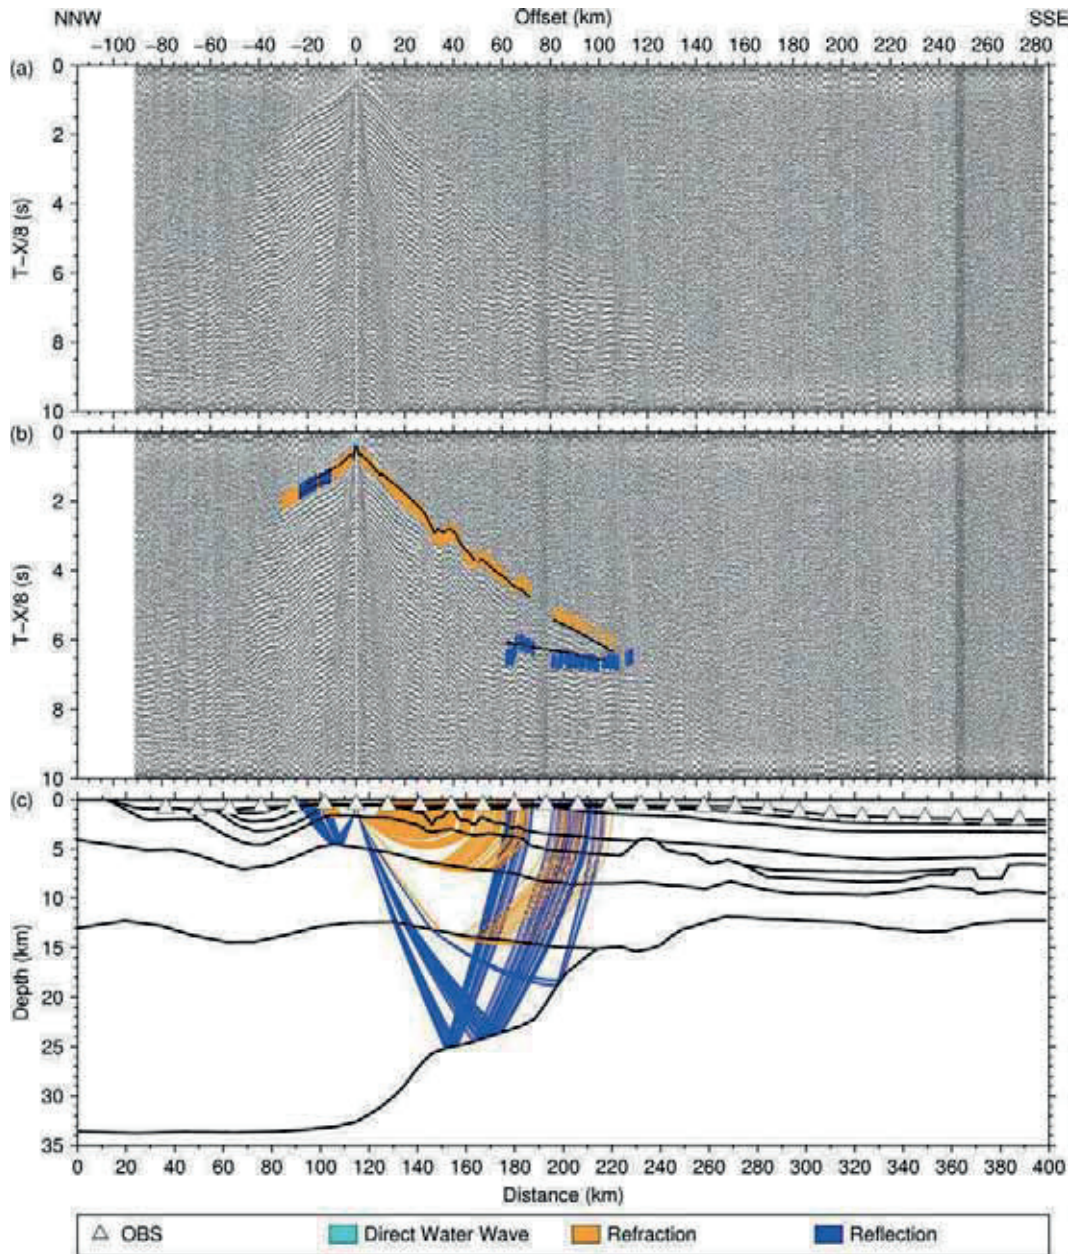 NNW Offset (km) SSE
−100 −80 −60 −40 −20 0 20 40 60 80 100 120 140 160 180 200 220 240 260 280
(a)
0
2
4
6
8
10
T−X/8 (s)
(b)
0
2
4
6
8
10
T−X/8 (s)
(c)
0
5
10
15
20
25
30
35
Depth (km)
0 20 40 60 80 100 120 140 160 180 200 220 240 260 280 300 320 340 360 380 400
Distance (km)
OBS Direct Water Wave Refraction Reflection